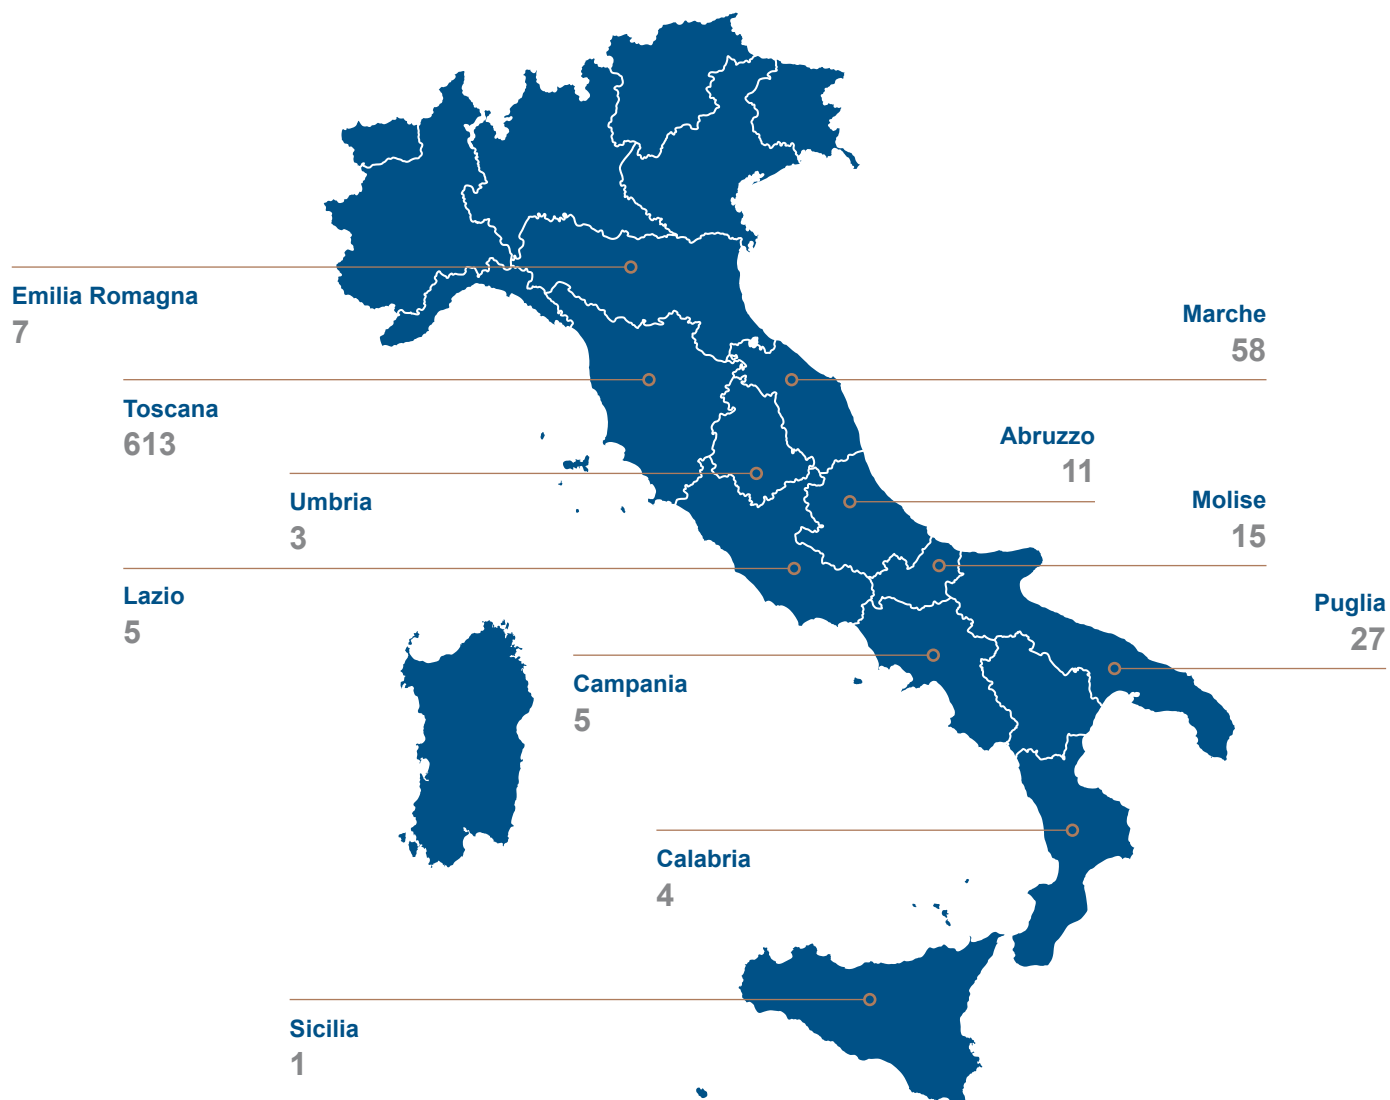 Emilia Romagna
7
Marche
58
Toscana
613
Abruzzo
11
Umbria
3
Molise
15
Lazio
5
Puglia
27
Campania
5
Calabria
4
Sicilia
1